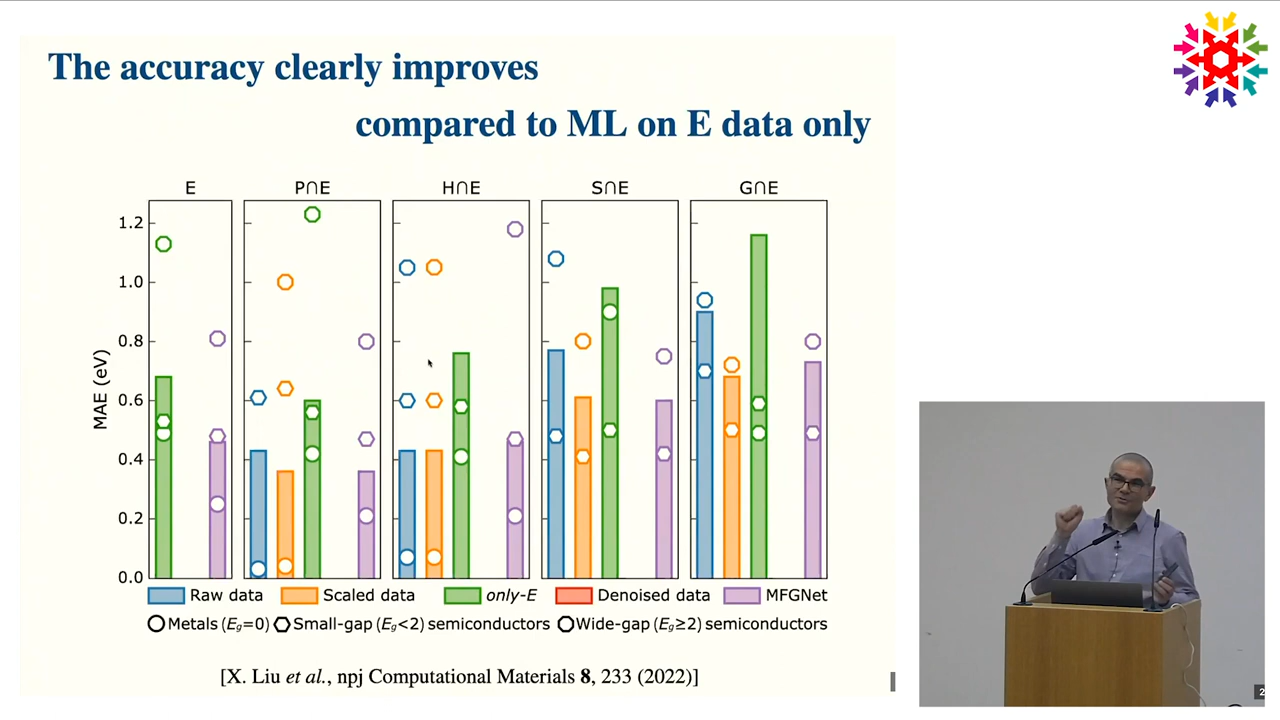 The accuracy clearly improves
compared to ML on E data only
E
P∩E
H∩E
S∩E
G∩E
MAE (eV)
1.2
1.0
0.8
0.6
0.4
0.2
0.0
Raw data
Scaled data
only-E
Denoised data
MFGNet
Metals (Eg=0)
Small-gap (Eg<2) semiconductors
Wide-gap (Eg≥2) semiconductors
[X. Liu et al., npj Computational Materials 8, 233 (2022)]
2